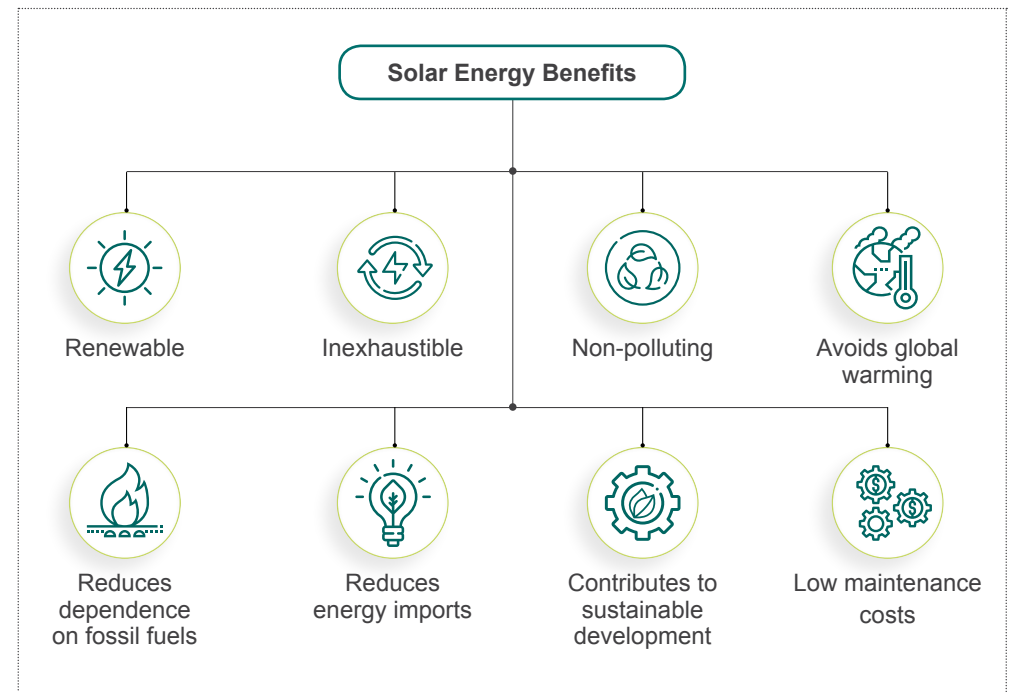 Solar Energy Benefits
Renewable
Inexhaustible
Non-polluting
Avoids global
warming
Reduces
dependence
on fossil fuels
Reduces
energy imports
Contributes to
sustainable
development
Low maintenance
costs